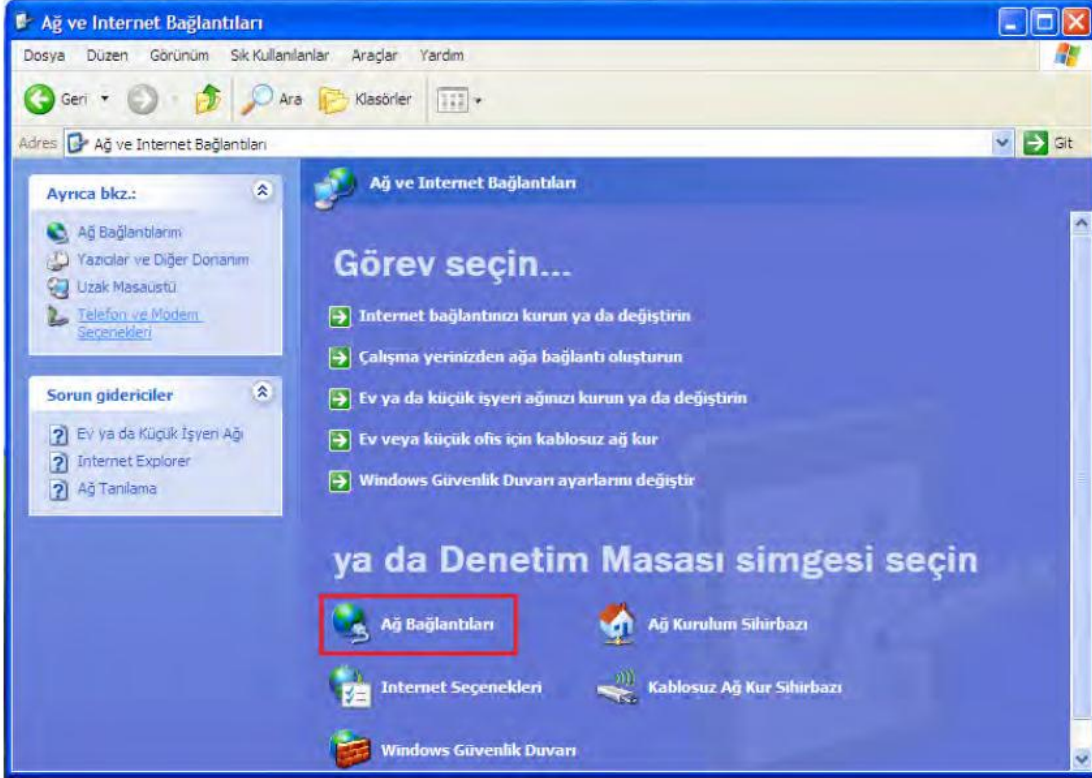 Ağ ve Internet Bağlantıları
Dosya Düzen Görünüm Sık Kullanılanlar Araçlar Yardım
Geri Ara Klasörler
Adres Ağ ve Internet Bağlantıları Git
Ayrıca bkz.:
Ağ Bağlantılarım
Yazıcılar ve Diğer Donanım
Uzak Masaüstü
Telefon ve Modem
Seçenekleri
Sorun gidericiler
Ev ya da Küçük İşyeri Ağı
Internet Explorer
Ağ Tanılama
Ağ ve Internet Bağlantıları
Görev seçin...
Internet bağlantınızı kurun ya da değiştirin
Çalışma yerinizden ağa bağlantı oluşturun
Ev ya da küçük işyeri ağınızı kurun ya da değiştirin
Ev veya küçük ofis için kablosuz ağ kur
Windows Güvenlik Duvarı ayarlarını değiştir
ya da Denetim Masası simgesi seçin
Ağ Bağlantıları
Ağ Kurulum Sihirbazı
Internet Seçenekleri
Kablosuz Ağ Kur Sihirbazı
Windows Güvenlik Duvarı